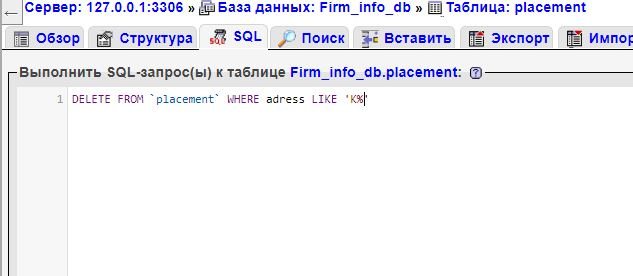 ← Сервер: 127.0.0.1:3306 » База данных: Firm_info_db » Таблица: placement
Обзор Структура SQL Поиск Вставить Экспорт Импор
Выполнить SQL-запрос(ы) к таблице Firm_info_db.placement:
1 DELETE FROM `placement` WHERE adress LIKE 'K%'